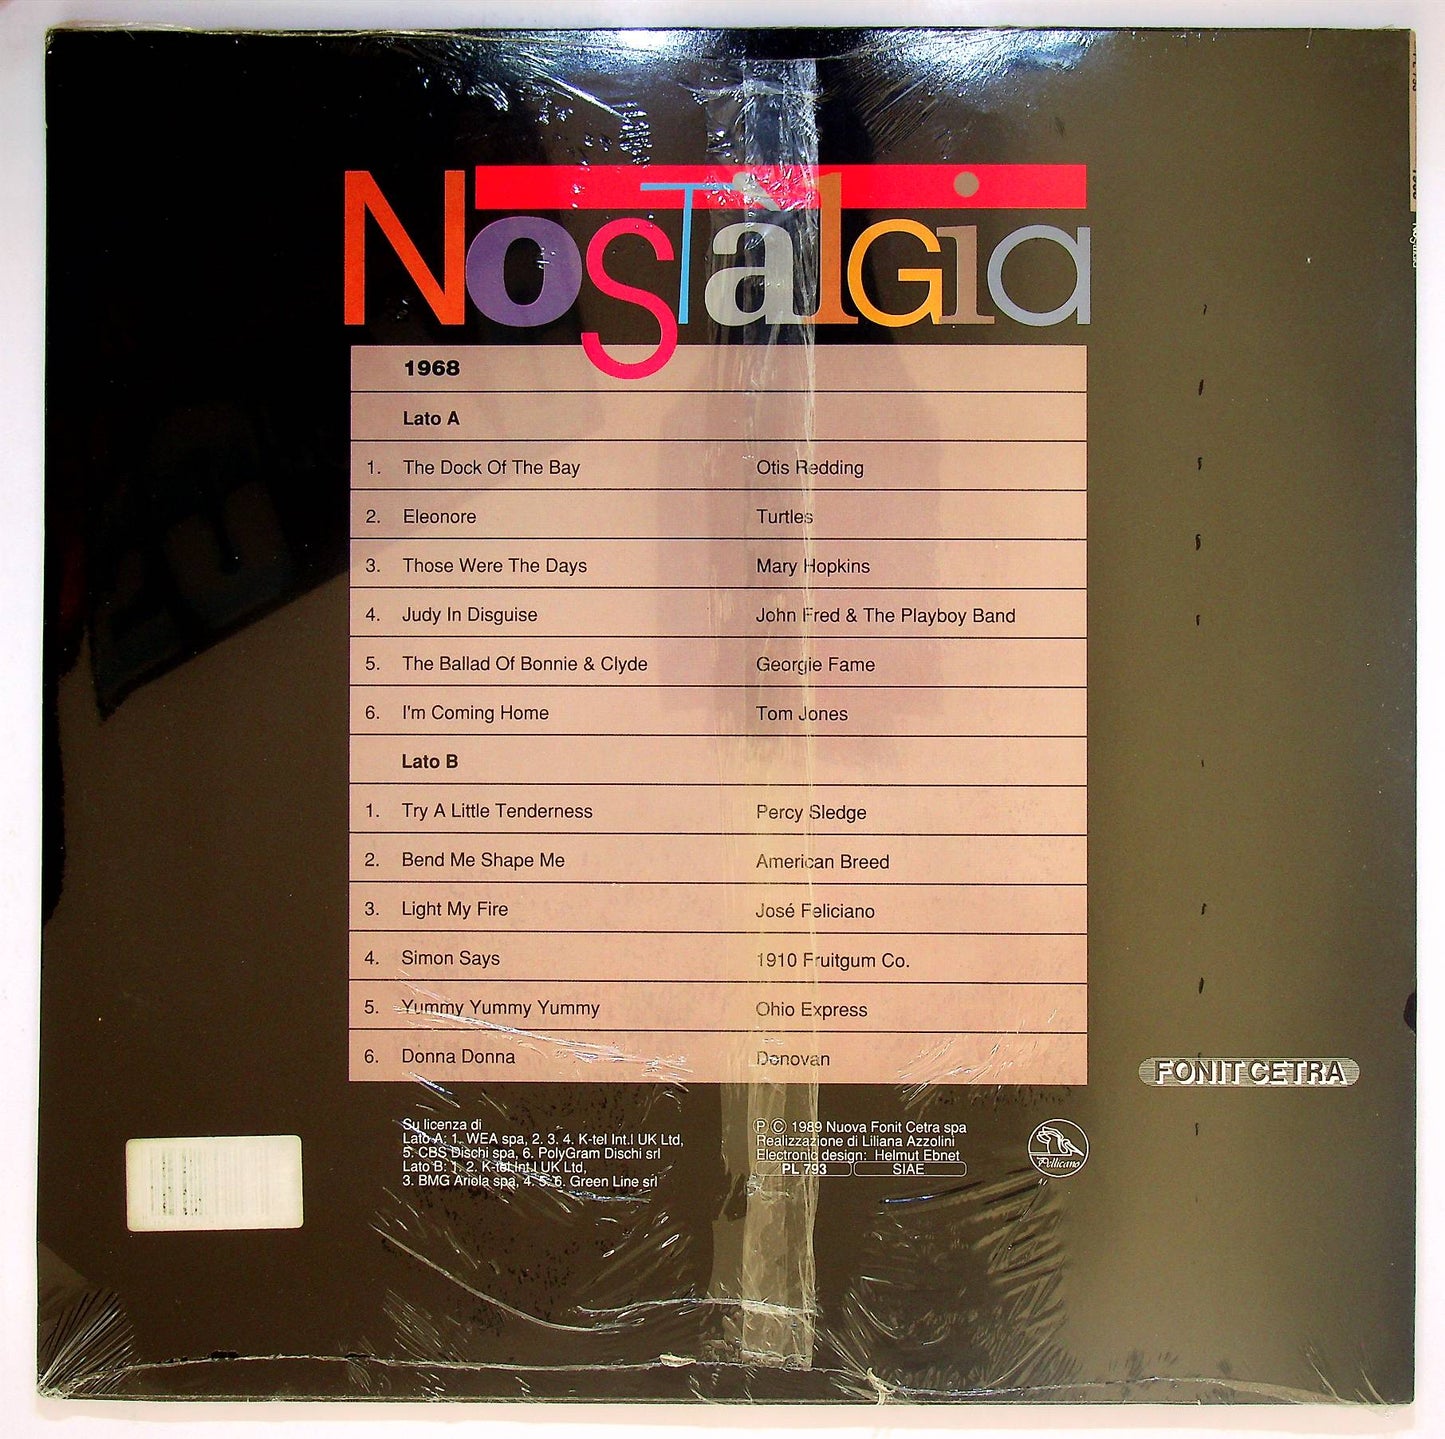 Nostàlgia
1968
Lato A
1. The Dock Of The Bay Otis Redding
2. Eleonore Turtles
3. Those Were The Days Mary Hopkins
4. Judy In Disguise John Fred & The Playboy Band
5. The Ballad Of Bonnie & Clyde Georgie Fame
6. I'm Coming Home Tom Jones
Lato B
1. Try A Little Tenderness Percy Sledge
2. Bend Me Shape Me American Breed
3. Light My Fire José Feliciano
4. Simon Says 1910 Fruitgum Co.
5. Yummy Yummy Yummy Ohio Express
6. Donna Donna Donovan
FONIT CETRA
Su licenza di
Lato A: 1. WEA spa, 2. 3. 4. K-tel Int.l UK Ltd,
5. CBS Dischi spa, 6. PolyGram Dischi srl
Lato B: 1. 2. K-tel Int.l UK Ltd,
3. BMG Ariola spa, 4. 5. 6. Green Line srl
Ⓟ © 1989 Nuova Fonit Cetra spa
Realizzazione di Liliana Azzolini
Electronic design: Helmut Ebnet
PL 793 SIAE
Pellicano